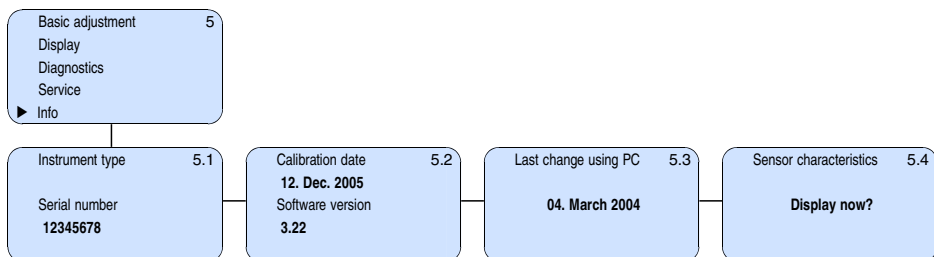 Basic adjustment 5
Display
Diagnostics
Service
▶ Info
Instrument type 5.1
Serial number
12345678
Calibration date 5.2
12. Dec. 2005
Software version
3.22
Last change using PC 5.3
04. March 2004
Sensor characteristics 5.4
Display now?